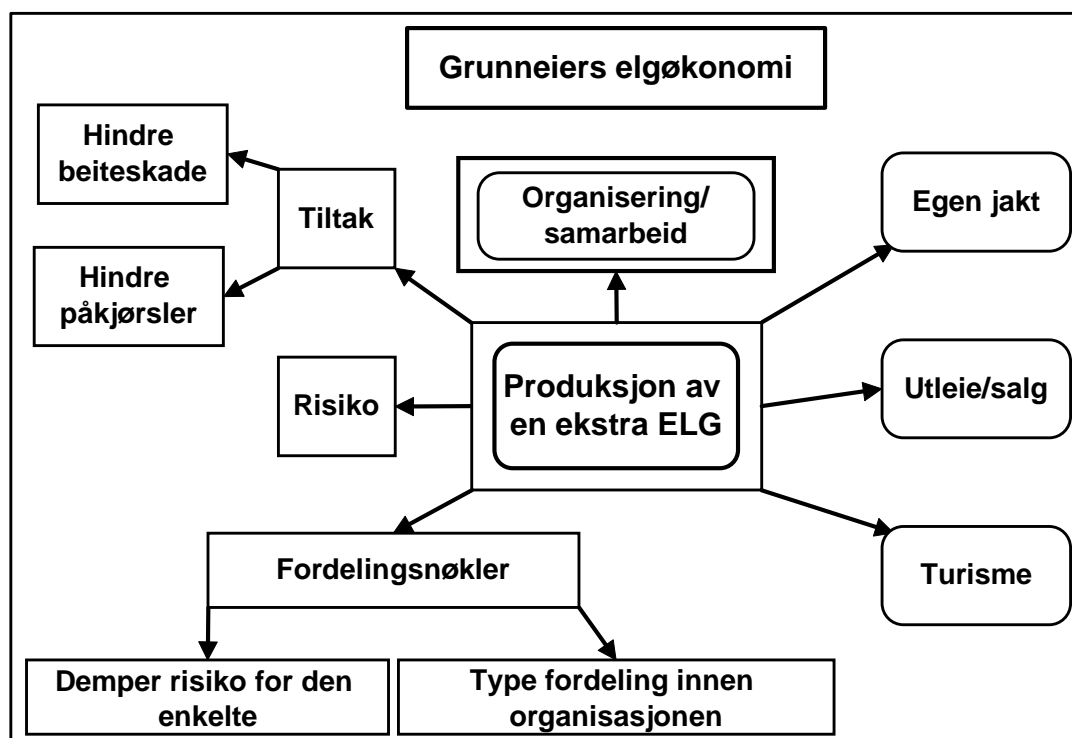 Grunneiers elgøkonomi
Hindre
beiteskade
Tiltak
Hindre
påkjørsler
Organisering/
samarbeid
Egen jakt
Risiko
Produksjon av
en ekstra ELG
Utleie/salg
Fordelingsnøkler
Turisme
Demper risiko for den
enkelte
Type fordeling innen
organisasjonen